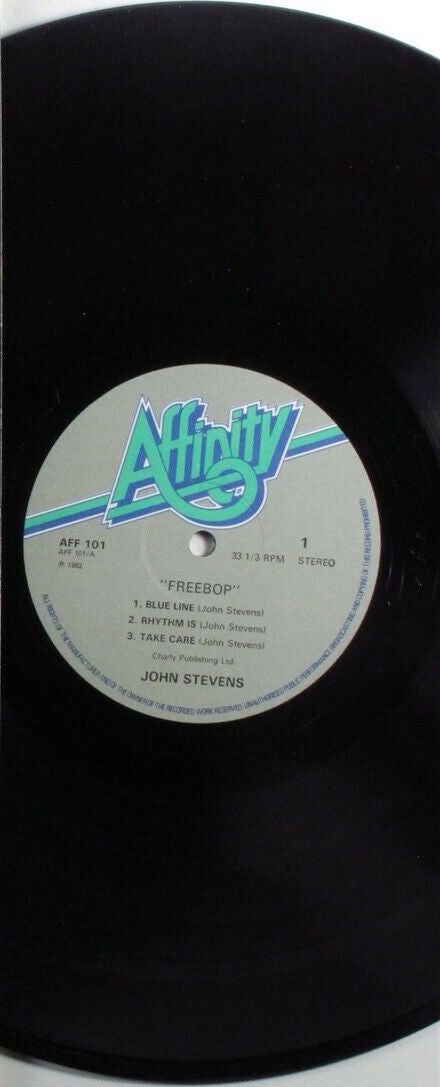 Affinity
AFF 101
AFF 101/A
℗ 1982
33 1/3 RPM
1
STEREO
"FREEBOP"
1. BLUE LINE (John Stevens)
2. RHYTHM IS (John Stevens)
3. TAKE CARE (John Stevens)
Charly Publishing Ltd.
JOHN STEVENS
ALL RIGHTS OF THE MANUFACTURER AND OF THE OWNER OF THE RECORDED WORK RESERVED. UNAUTHORISED PUBLIC PERFORMANCE BROADCASTING AND COPYING OF THIS RECORD PROHIBITED